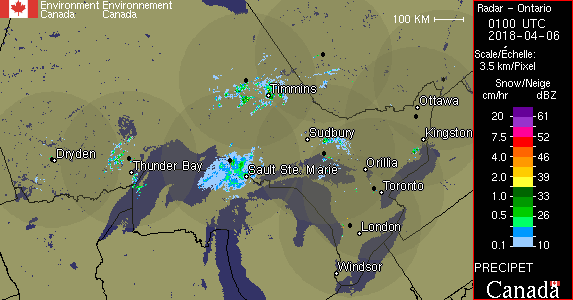 Environment Environnement
Canada Canada
100 KM
Timmins
Ottawa
Sudbury
Kingston
Dryden
Thunder Bay
Sault Ste. Marie
Orillia
Toronto
London
Windsor
Radar - Ontario
0100 UTC
2018-04-06
Scale/Échelle:
3.5 km/Pixel
Snow/Neige
cm/hr dBZ
20 61
7.5 52
4.0 46
2.0 39
1.0 33
0.5 26
0.1 10
PRECIPET
Canada